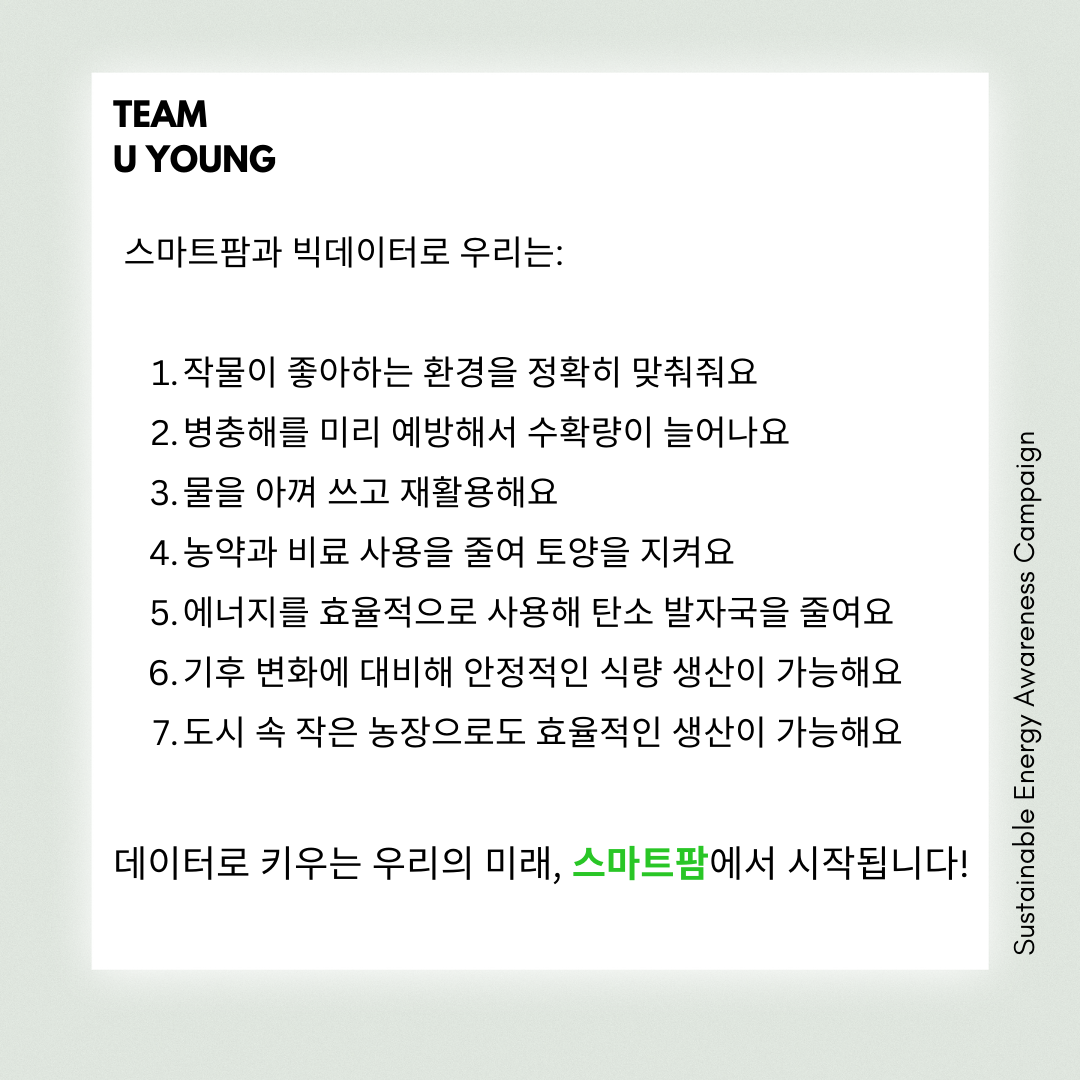 TEAM
U YOUNG
스마트팜과 빅데이터로 우리는:
1. 작물이 좋아하는 환경을 정확히 맞춰줘요
2. 병충해를 미리 예방해서 수확량이 늘어나요
3. 물을 아껴 쓰고 재활용해요
4. 농약과 비료 사용을 줄여 토양을 지켜요
5. 에너지를 효율적으로 사용해 탄소 발자국을 줄여요
6. 기후 변화에 대비해 안정적인 식량 생산이 가능해요
7. 도시 속 작은 농장으로도 효율적인 생산이 가능해요
데이터로 키우는 우리의 미래, 스마트팜에서 시작됩니다!
Sustainable Energy Awareness Campaign